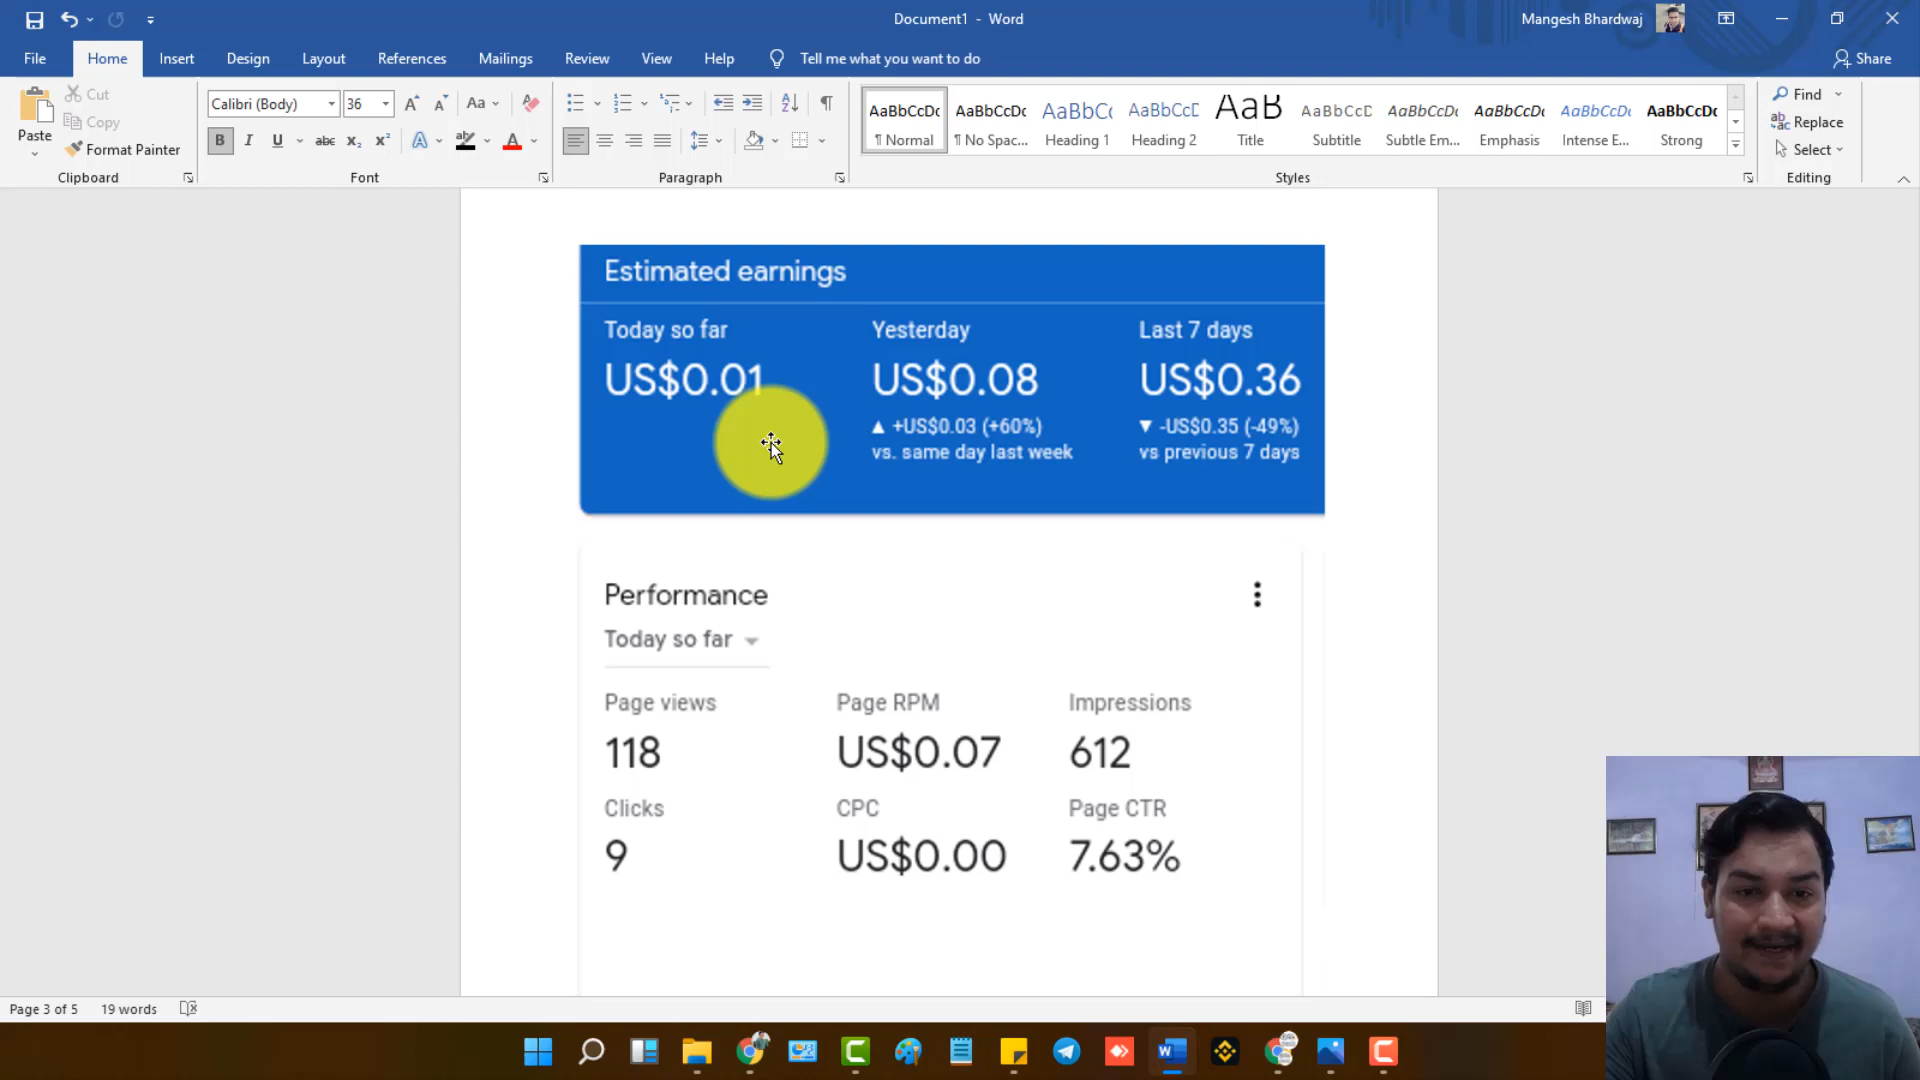 Document1 - Word
Mangesh Bhardwaj
File Home Insert Design Layout References Mailings Review View Help Tell me what you want to do Share
Paste
Cut
Copy
Format Painter
Clipboard
Calibri (Body) 36
Font
Paragraph
AaBbCcDc AaBbCcDc AaBbCc AaBbCcD AaB AaBbCcD AaBbCcDc AaBbCcDc AaBbCcDc AaBbCcDc
¶ Normal ¶ No Spac... Heading 1 Heading 2 Title Subtitle Subtle Em... Emphasis Intense E... Strong
Styles
Find
Replace
Select
Editing
Estimated earnings
Today so far Yesterday Last 7 days
US$0.01 US$0.08 US$0.36
▲ +US$0.03 (+60%) ▼ -US$0.35 (-49%)
vs. same day last week vs previous 7 days
Performance
Today so far
Page views Page RPM Impressions
118 US$0.07 612
Clicks CPC Page CTR
9 US$0.00 7.63%
Page 3 of 5 19 words